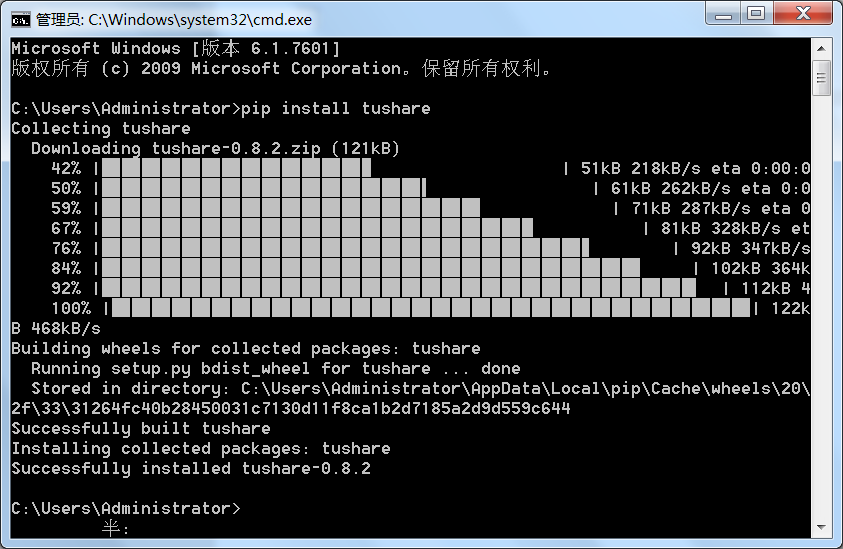 管理员: C:\Windows\system32\cmd.exe
Microsoft Windows [版本 6.1.7601]
版权所有 (c) 2009 Microsoft Corporation。保留所有权利。
C:\Users\Administrator>pip install tushare
Collecting tushare
Downloading tushare-0.8.2.zip (121kB)
42% | | 51kB 218kB/s eta 0:00:0
50% | | 61kB 262kB/s eta 0:0
59% | | 71kB 287kB/s eta 0
67% | | 81kB 328kB/s et
76% | | 92kB 347kB/s
84% | | 102kB 364k
92% | | 112kB 4
100% | | 122k
B 468kB/s
Building wheels for collected packages: tushare
Running setup.py bdist_wheel for tushare ... done
Stored in directory: C:\Users\Administrator\AppData\Local\pip\Cache\wheels\20\
2f\33\31264fc40b28450031c7130d11f8ca1b2d7185a2d9d559c644
Successfully built tushare
Installing collected packages: tushare
Successfully installed tushare-0.8.2
C:\Users\Administrator>
半: